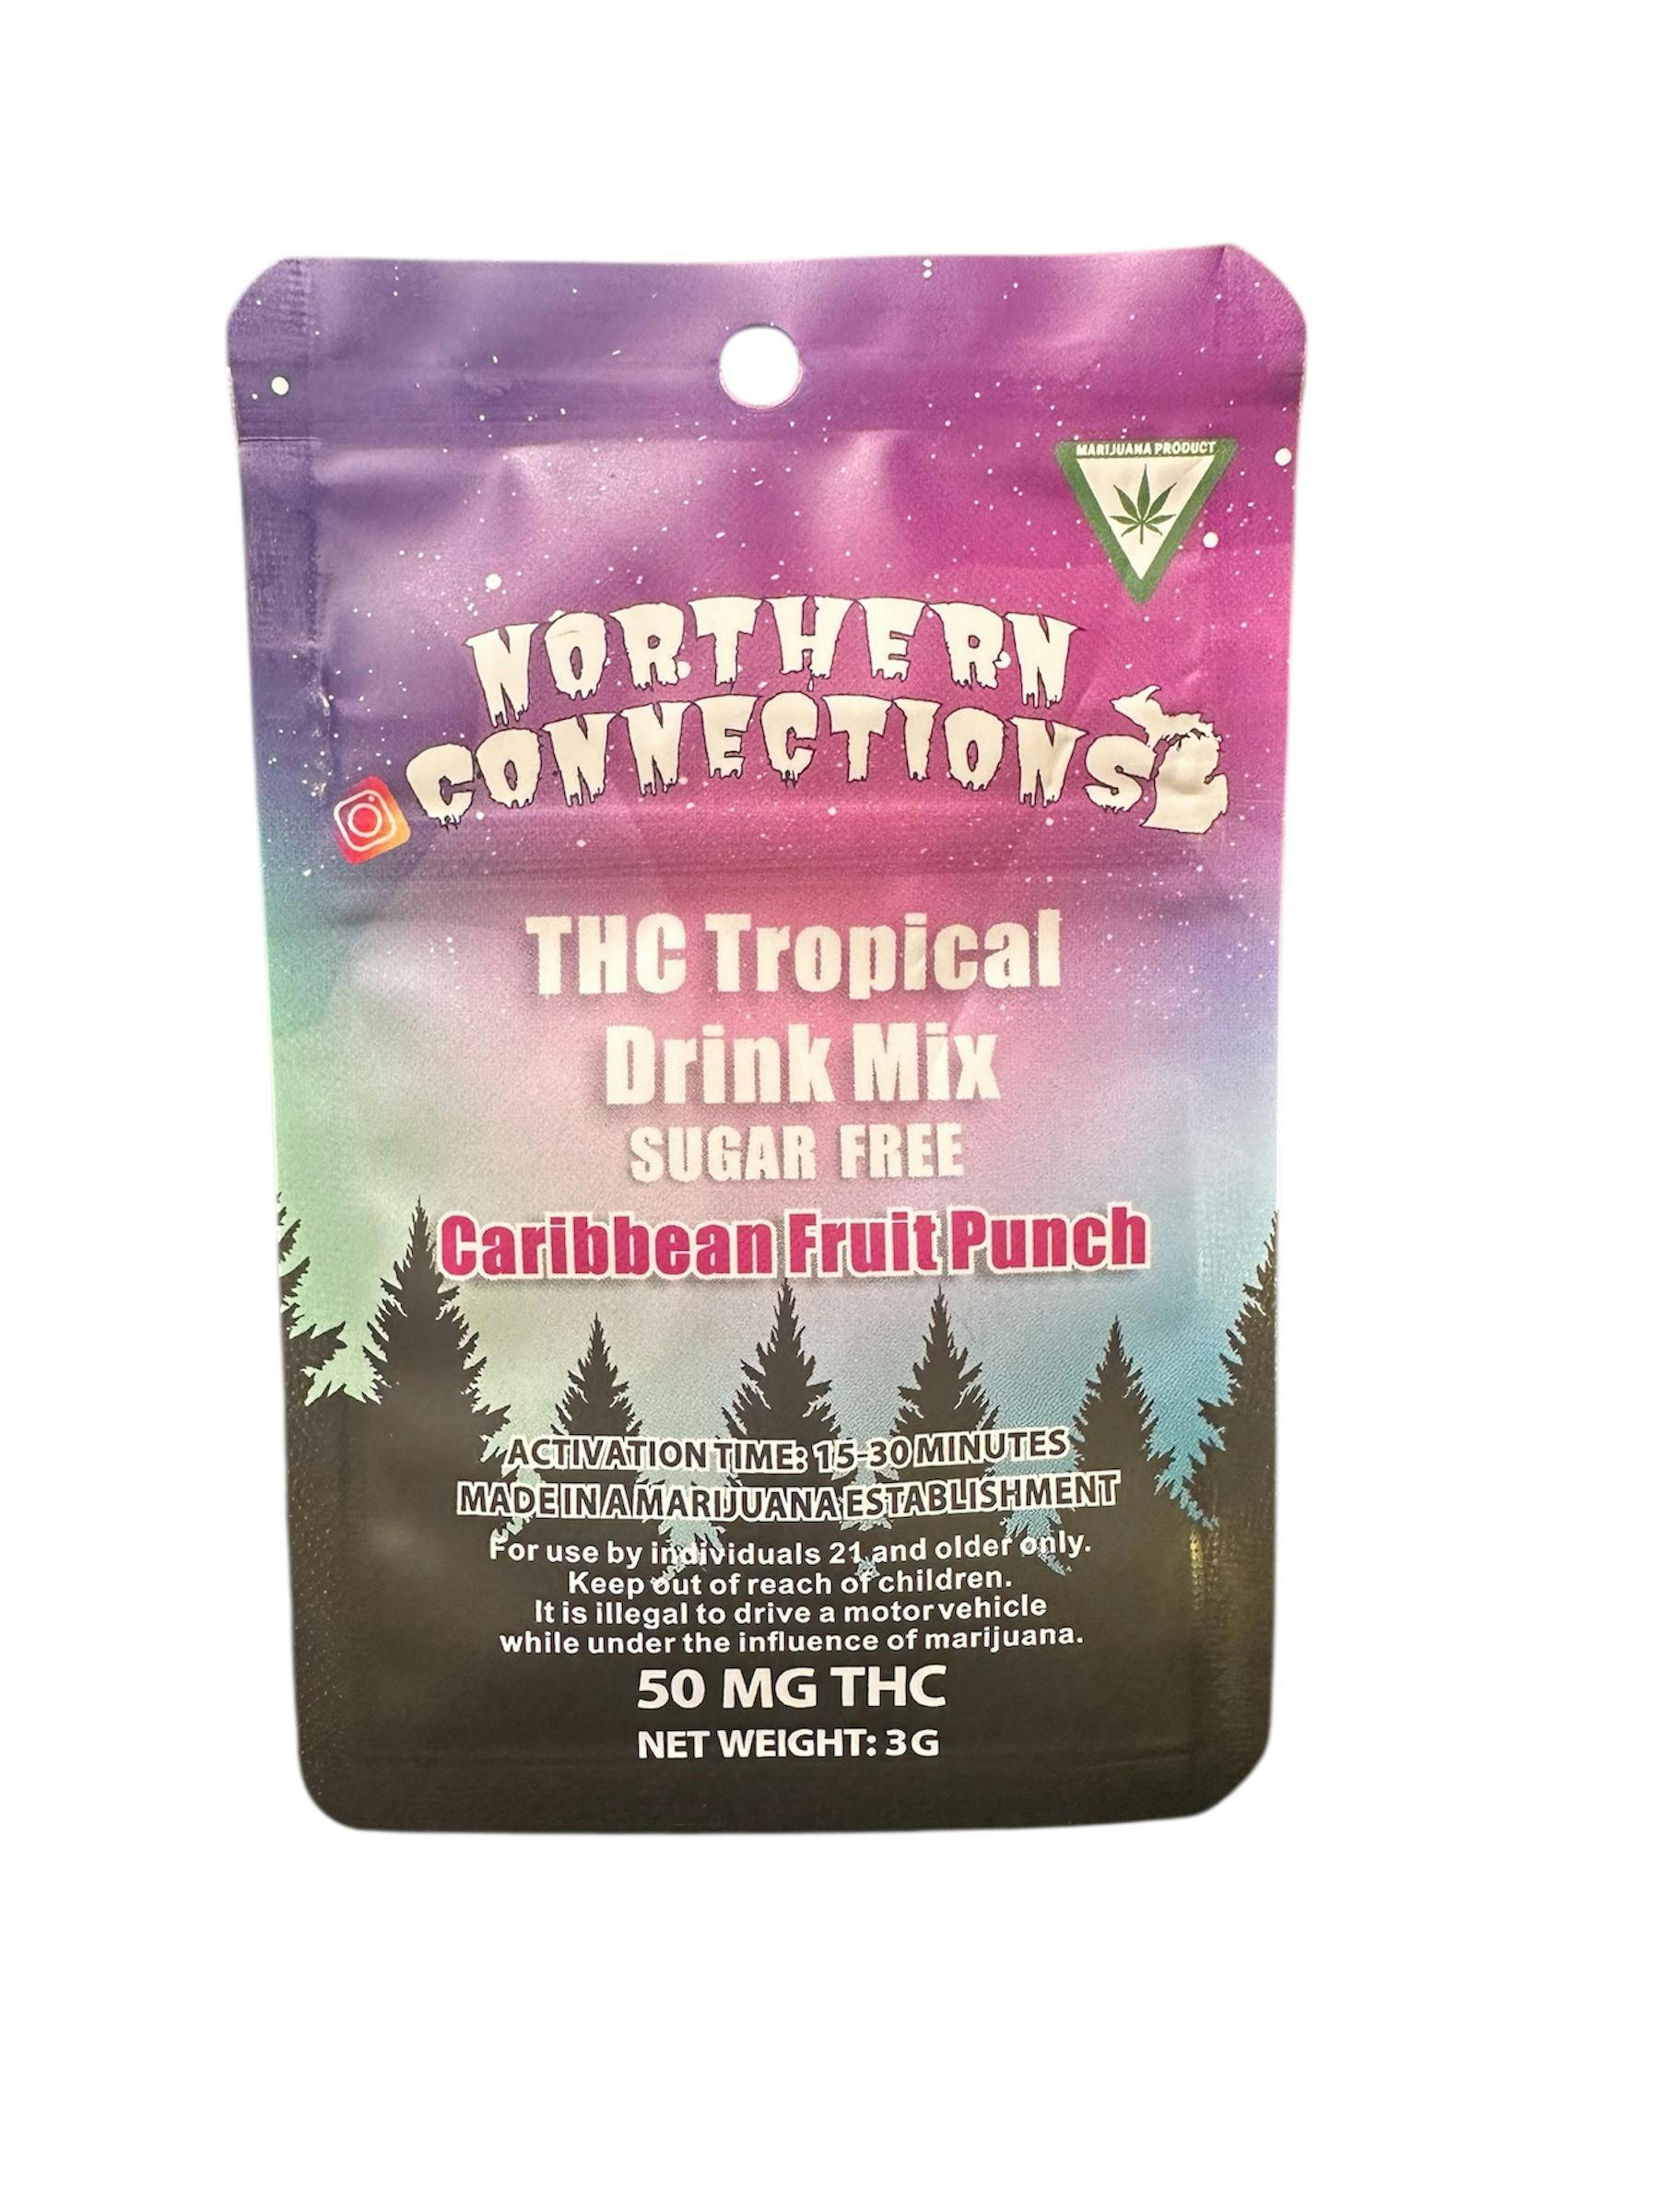 MARIJUANA PRODUCT
NORTHERN
CONNECTIONS
THC Tropical
Drink Mix
SUGAR FREE
Caribbean Fruit Punch
ACTIVATION TIME: 15-30 MINUTES
MADE IN A MARIJUANA ESTABLISHMENT
For use by individuals 21 and older only.
Keep out of reach of children.
It is illegal to drive a motor vehicle
while under the influence of marijuana.
50 MG THC
NET WEIGHT: 3G